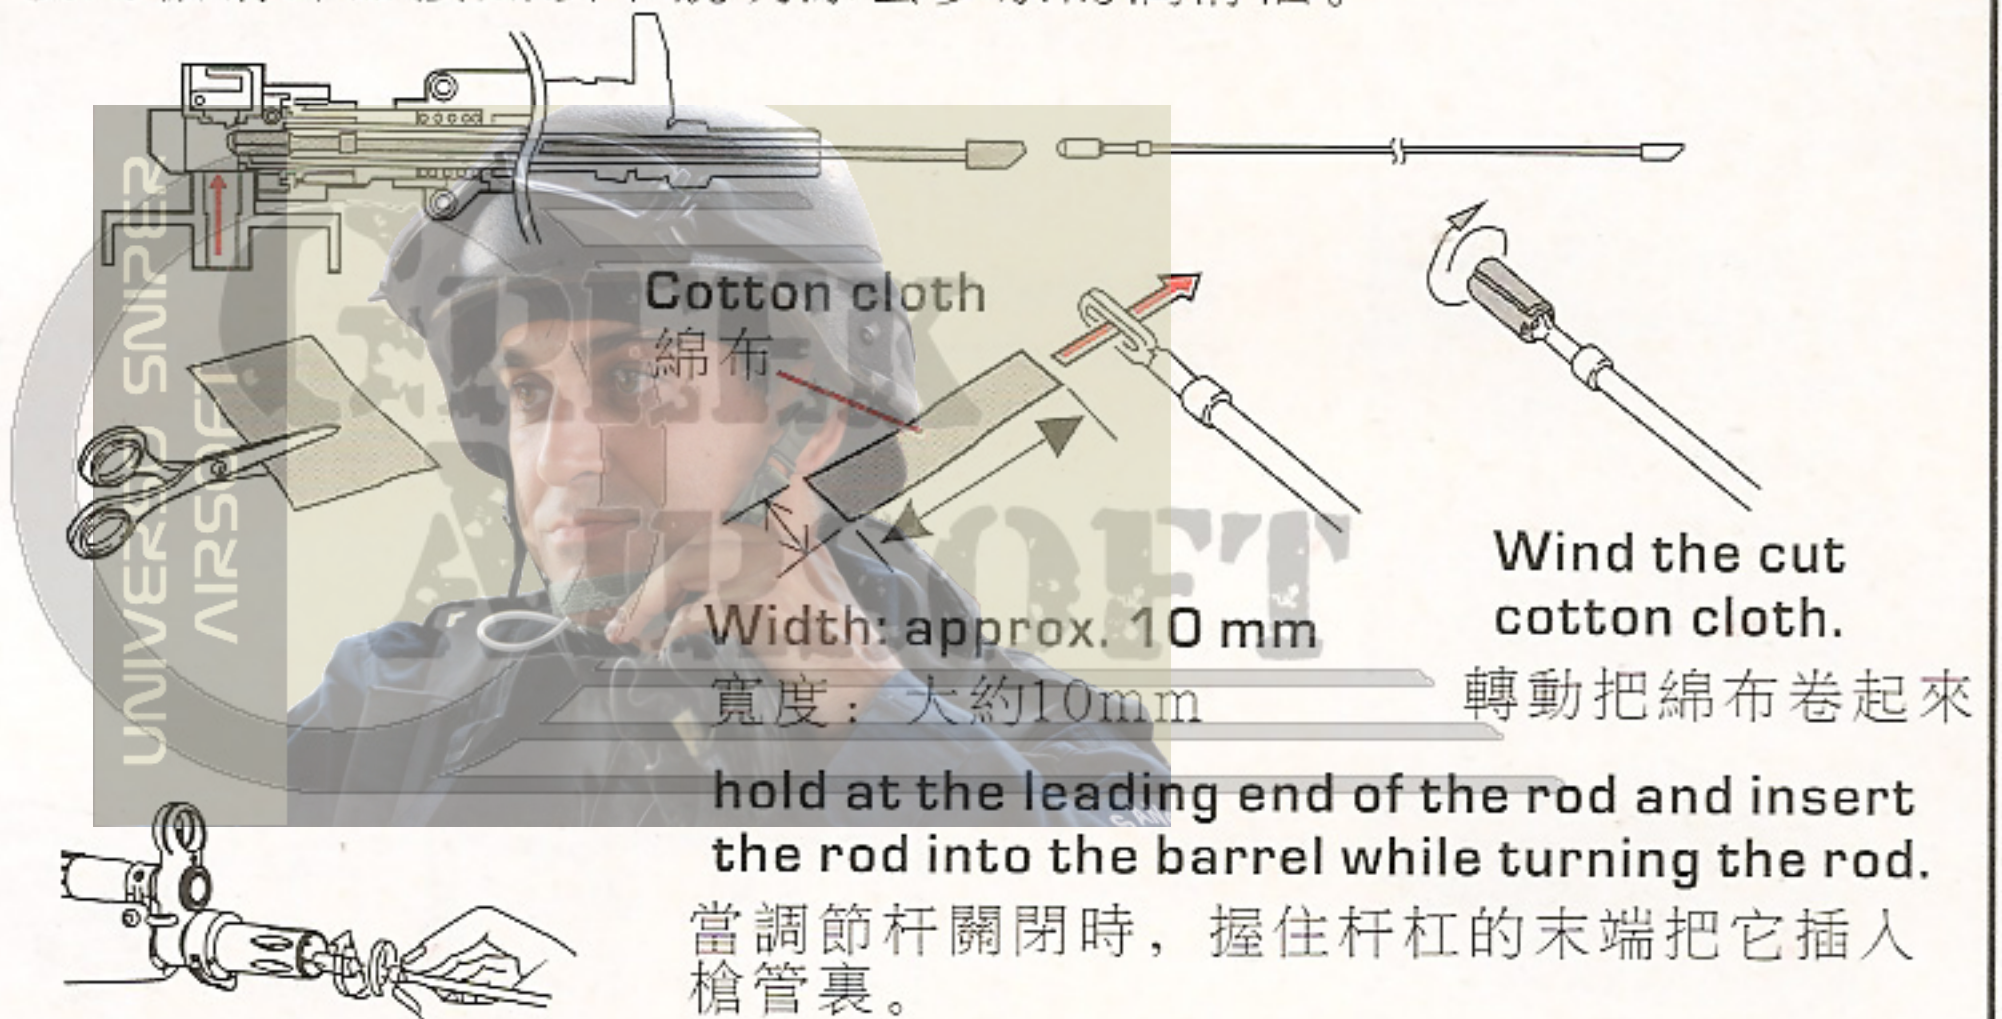 Cotton cloth
綿布
UNIVERSO SNIPER
AIRSOFT
GOLEK
AIRSOFT
Width: approx. 10 mm
寬度：大約10mm
Wind the cut
cotton cloth.
轉動把綿布卷起來
hold at the leading end of the rod and insert
the rod into the barrel while turning the rod.
當調節杆關閉時，握住杆杠的末端把它插入
槍管裏。